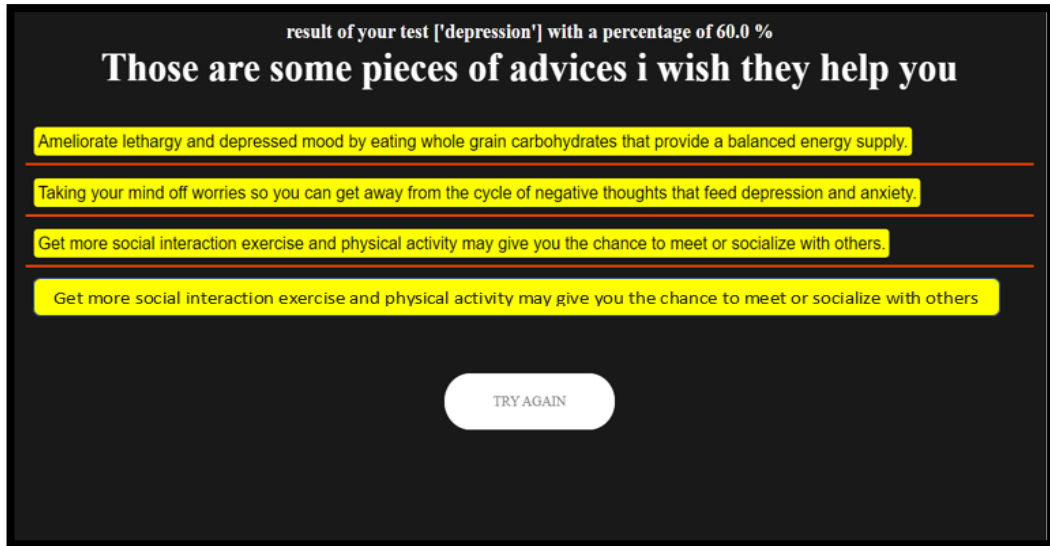 result of your test ['depression'] with a percentage of 60.0 %
Those are some pieces of advices i wish they help you
Ameliorate lethargy and depressed mood by eating whole grain carbohydrates that provide a balanced energy supply.
Taking your mind off worries so you can get away from the cycle of negative thoughts that feed depression and anxiety.
Get more social interaction exercise and physical activity may give you the chance to meet or socialize with others.
Get more social interaction exercise and physical activity may give you the chance to meet or socialize with others
TRY AGAIN